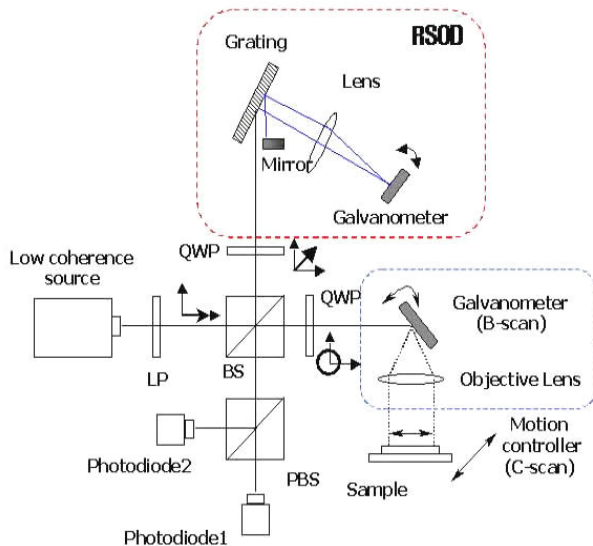 Grating
RSOD
Lens
Mirror
Galvanometer
QWP
Low coherence
source
QWP
Galvanometer
(B-scan)
LP
BS
Objective Lens
Photodiode2
PBS
Sample
Motion
controller
(C-scan)
Photodiode1